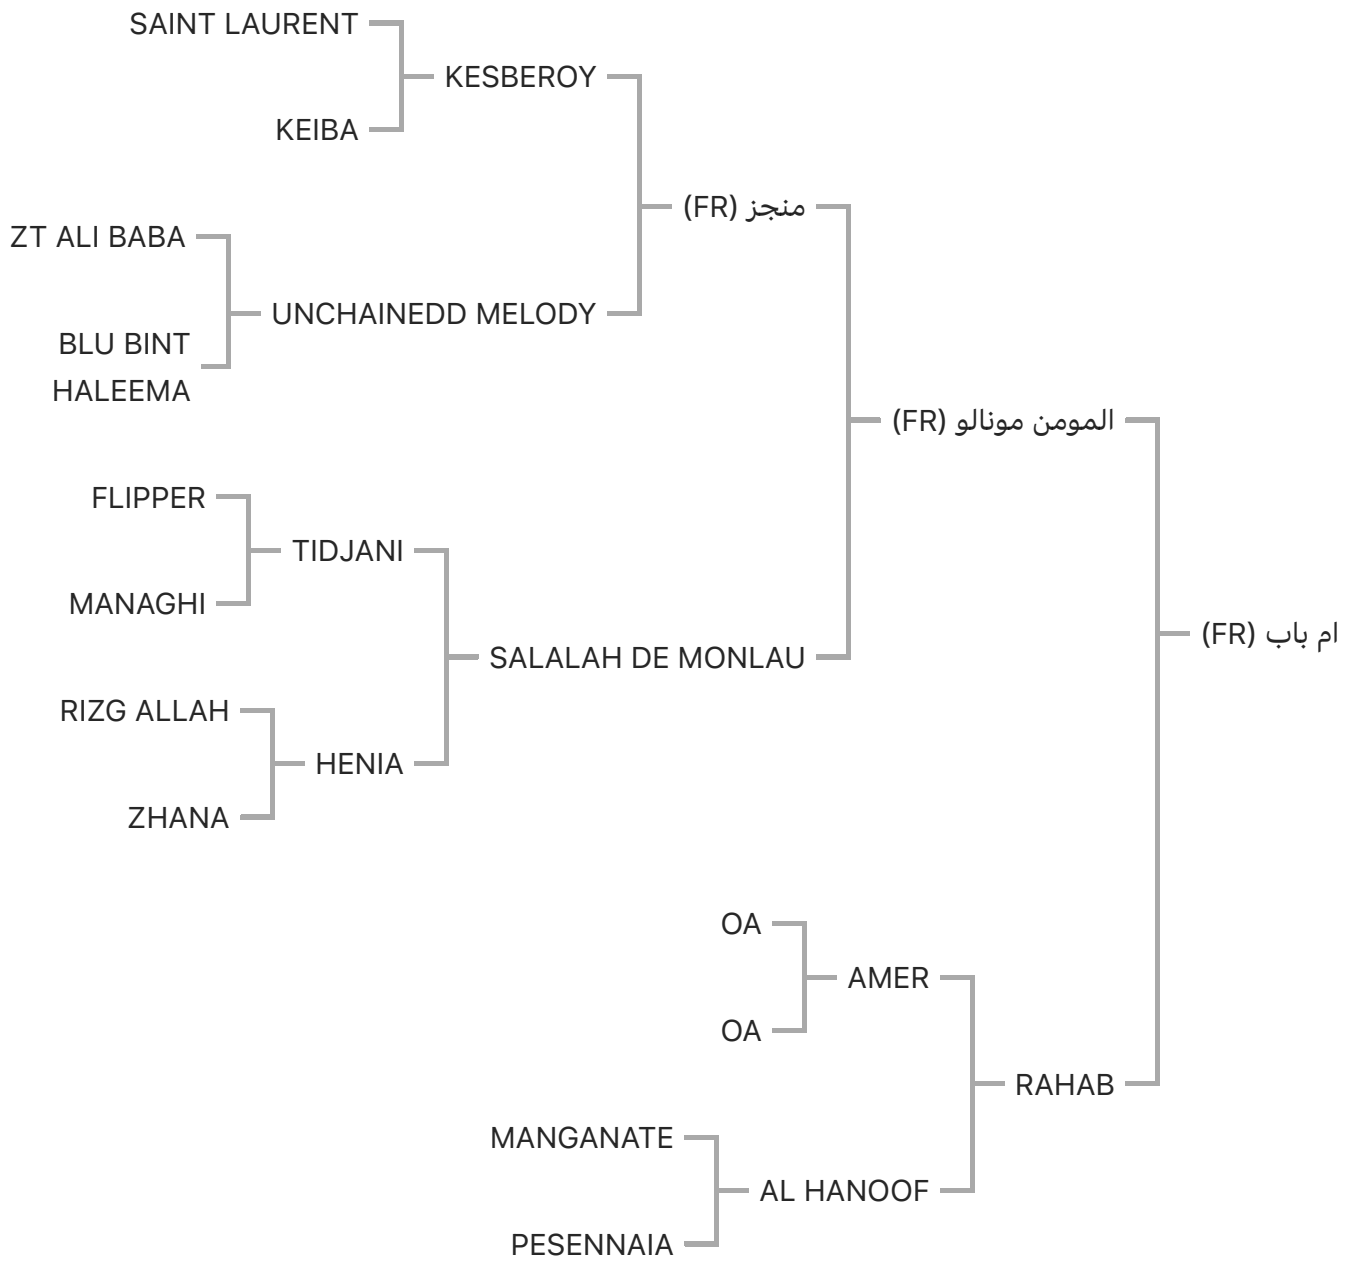 SAINT LAURENT
KESBEROY
KEIBA
منجز (FR)
ZT ALI BABA
UNCHAINEDD MELODY
BLU BINT
HALEEMA
المومن مونالو (FR)
FLIPPER
TIDJANI
MANAGHI
ام باب (FR)
SALALAH DE MONLAU
RIZG ALLAH
HENIA
ZHANA
OA
AMER
OA
RAHAB
MANGANATE
AL HANOOF
PESENNAIA